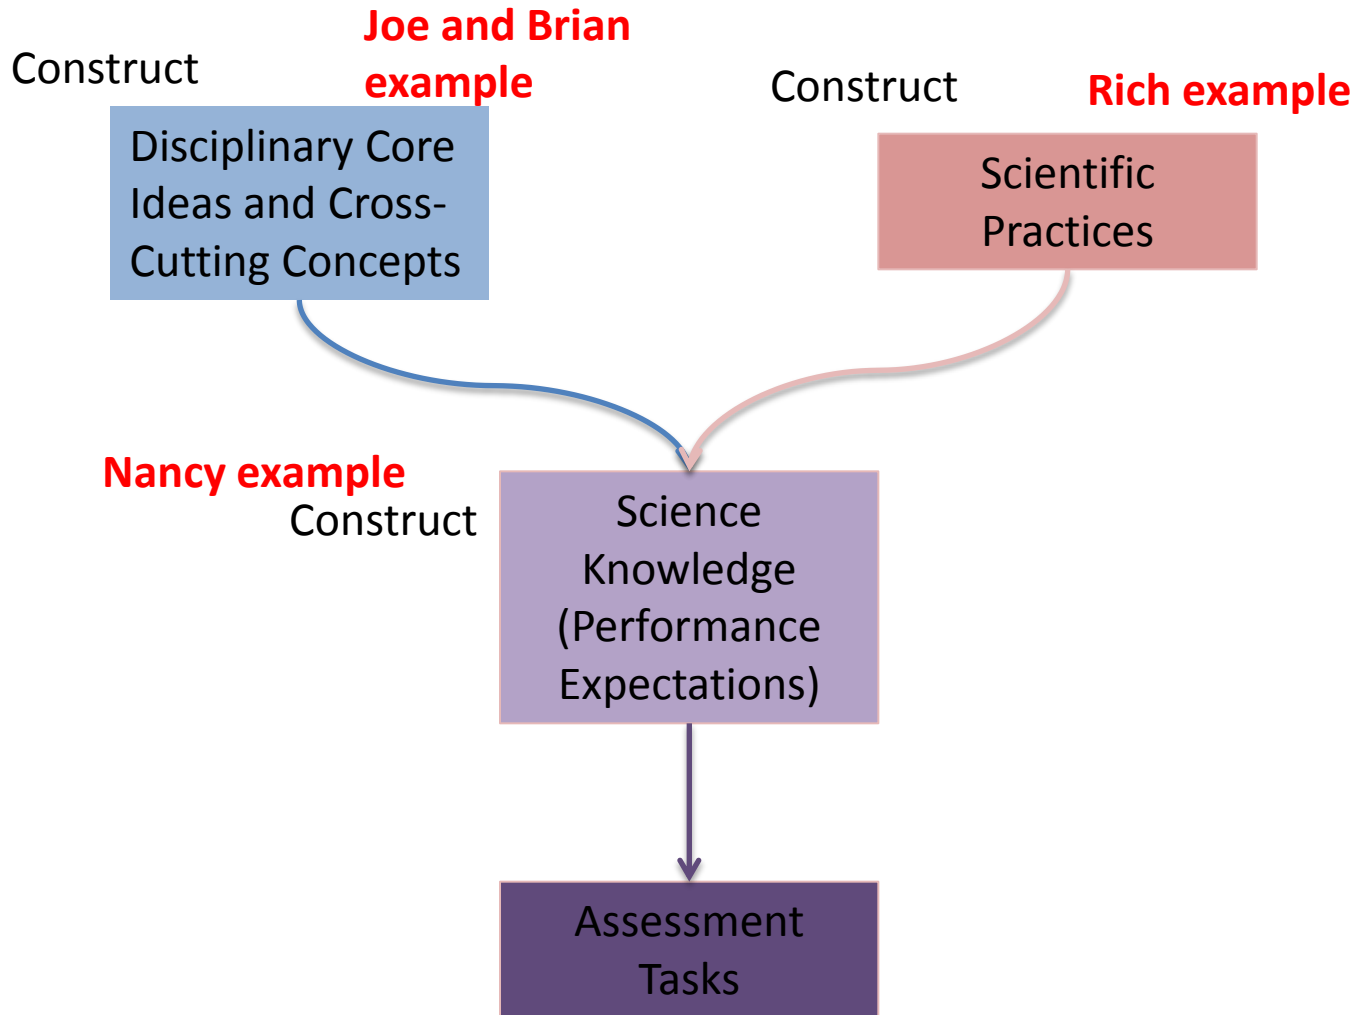 Construct
Joe and Brian
example
Disciplinary Core
Ideas and Cross-
Cutting Concepts
Construct
Rich example
Scientific
Practices
Nancy example
Construct
Science
Knowledge
(Performance
Expectations)
Assessment
Tasks